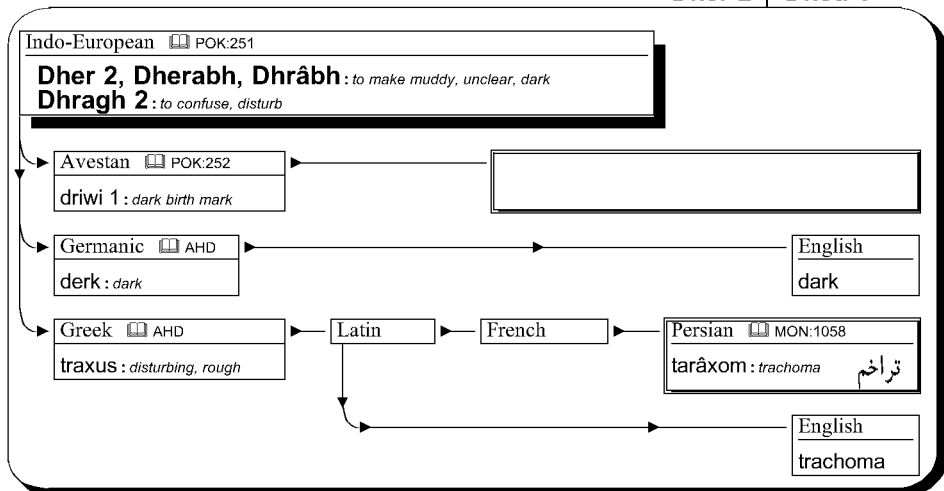 Indo-European POK:251
Dher 2, Dherabh, Dhrâbh : to make muddy, unclear, dark
Dhragh 2 : to confuse, disturb
Avestan POK:252
driwi 1 : dark birth mark
Germanic AHD
derk : dark
English
dark
Greek AHD
traxus : disturbing, rough
Latin
French
Persian MON:1058
tarâxom : trachoma تراخم
English
trachoma